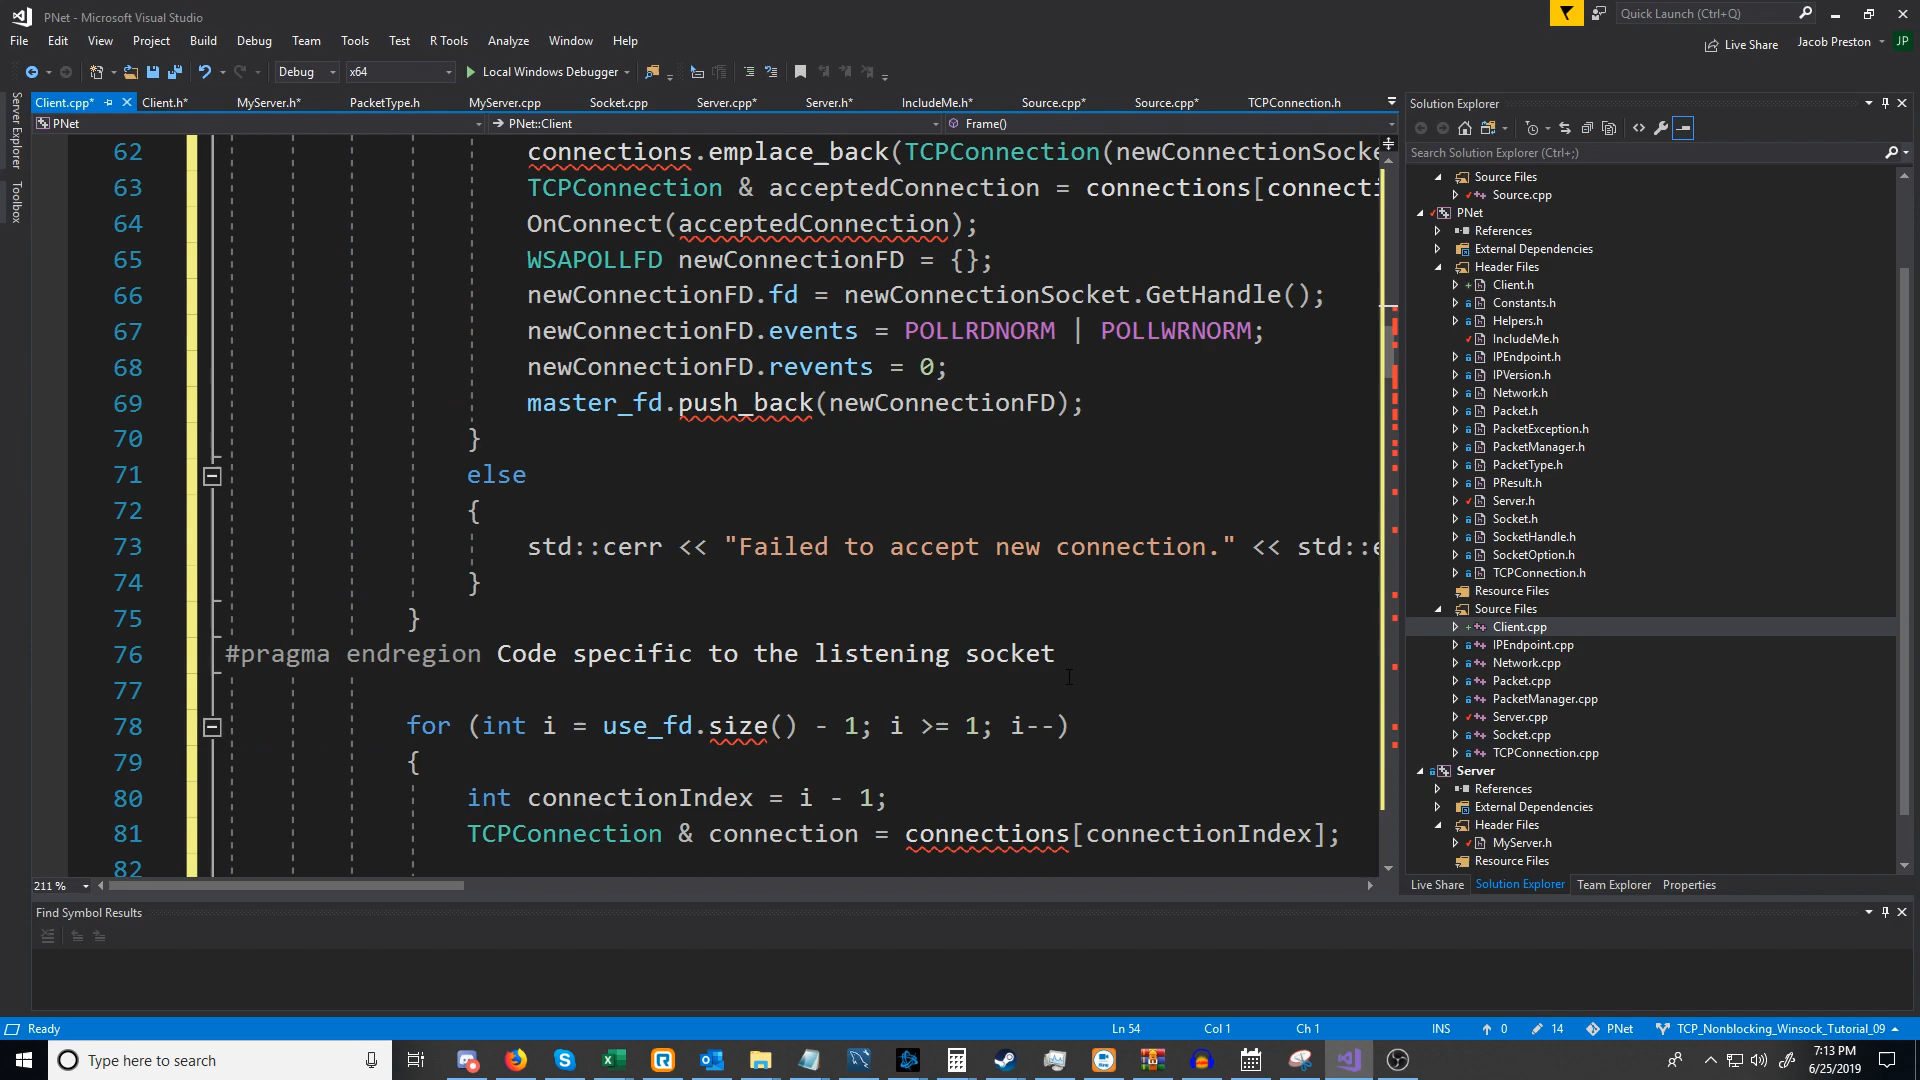 PNet - Microsoft Visual Studio
Quick Launch (Ctrl+Q)
File Edit View Project Build Debug Team Tools Test R Tools Analyze Window Help
Live Share Jacob Preston JP
Debug x64 Local Windows Debugger
Server Explorer
Toolbox
Client.cpp* Client.h* MyServer.h* PacketType.h MyServer.cpp Socket.cpp Server.cpp* Server.h* IncludeMe.h* Source.cpp* Source.cpp* TCPConnection.h
PNet PNet::Client Frame()
62 connections.emplace_back(TCPConnection(newConnectionSocke
63 TCPConnection & acceptedConnection = connections[connecti
64 OnConnect(acceptedConnection);
65 WSAPOLLFD newConnectionFD = {};
66 newConnectionFD.fd = newConnectionSocket.GetHandle();
67 newConnectionFD.events = POLLRDNORM | POLLWRNORM;
68 newConnectionFD.revents = 0;
69 master_fd.push_back(newConnectionFD);
70 }
71 else
72 {
73 std::cerr << "Failed to accept new connection." << std::e
74 }
75 }
76 #pragma endregion Code specific to the listening socket
77
78 for (int i = use_fd.size() - 1; i >= 1; i--)
79 {
80 int connectionIndex = i - 1;
81 TCPConnection & connection = connections[connectionIndex];
82
211 %
Solution Explorer
Search Solution Explorer (Ctrl+;)
Source Files
Source.cpp
PNet
References
External Dependencies
Header Files
Client.h
Constants.h
Helpers.h
IncludeMe.h
IPEndpoint.h
IPVersion.h
Network.h
Packet.h
PacketException.h
PacketManager.h
PacketType.h
PResult.h
Server.h
Socket.h
SocketHandle.h
SocketOption.h
TCPConnection.h
Resource Files
Source Files
Client.cpp
IPEndpoint.cpp
Network.cpp
Packet.cpp
PacketManager.cpp
Server.cpp
Socket.cpp
TCPConnection.cpp
Server
References
External Dependencies
Header Files
MyServer.h
Resource Files
Live Share Solution Explorer Team Explorer Properties
Find Symbol Results
Ready Ln 54 Col 1 Ch 1 INS 0 14 PNet TCP_Nonblocking_Winsock_Tutorial_09
Type here to search
7:13 PM
6/25/2019